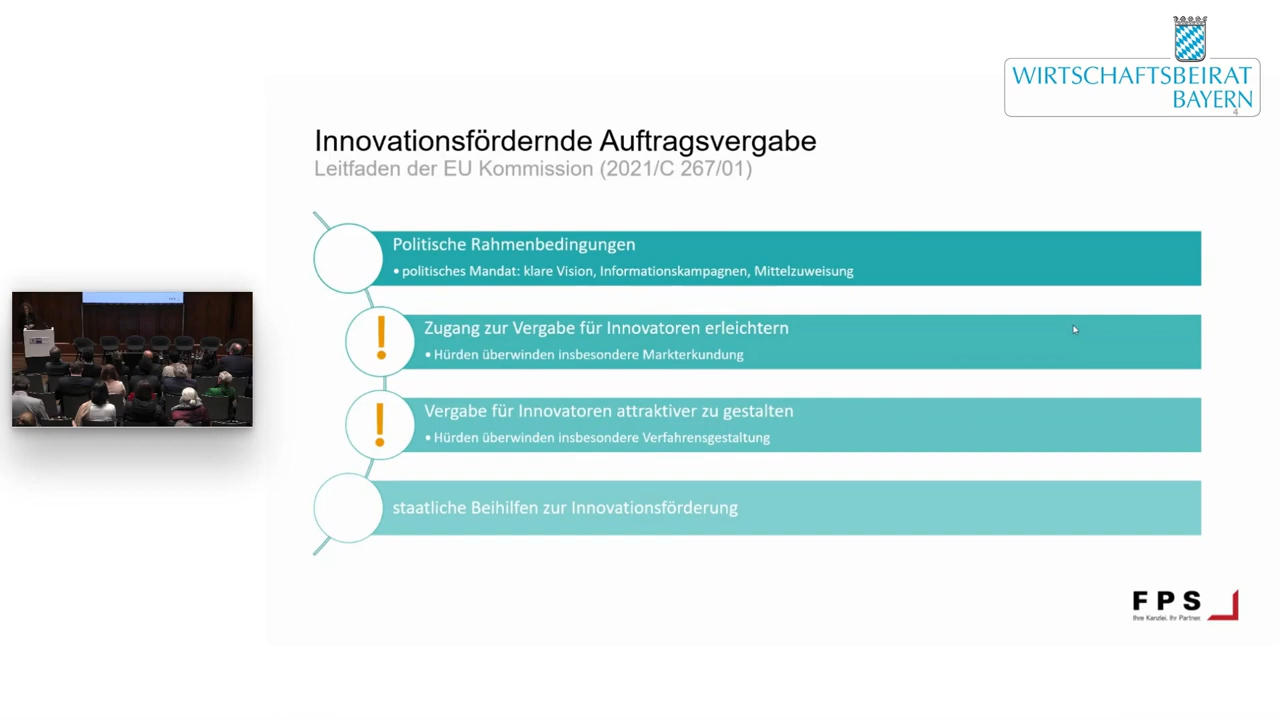 WIRTSCHAFTSBEIRAT
BAYERN
4
Innovationsfördernde Auftragsvergabe
Leitfaden der EU Kommission (2021/C 267/01)
Politische Rahmenbedingungen
• politisches Mandat: klare Vision, Informationskampagnen, Mittelzuweisung
!
Zugang zur Vergabe für Innovatoren erleichtern
• Hürden überwinden insbesondere Markterkundung
!
Vergabe für Innovatoren attraktiver zu gestalten
• Hürden überwinden insbesondere Verfahrensgestaltung
staatliche Beihilfen zur Innovationsförderung
FPS
Ihre Kanzlei. Ihr Partner.